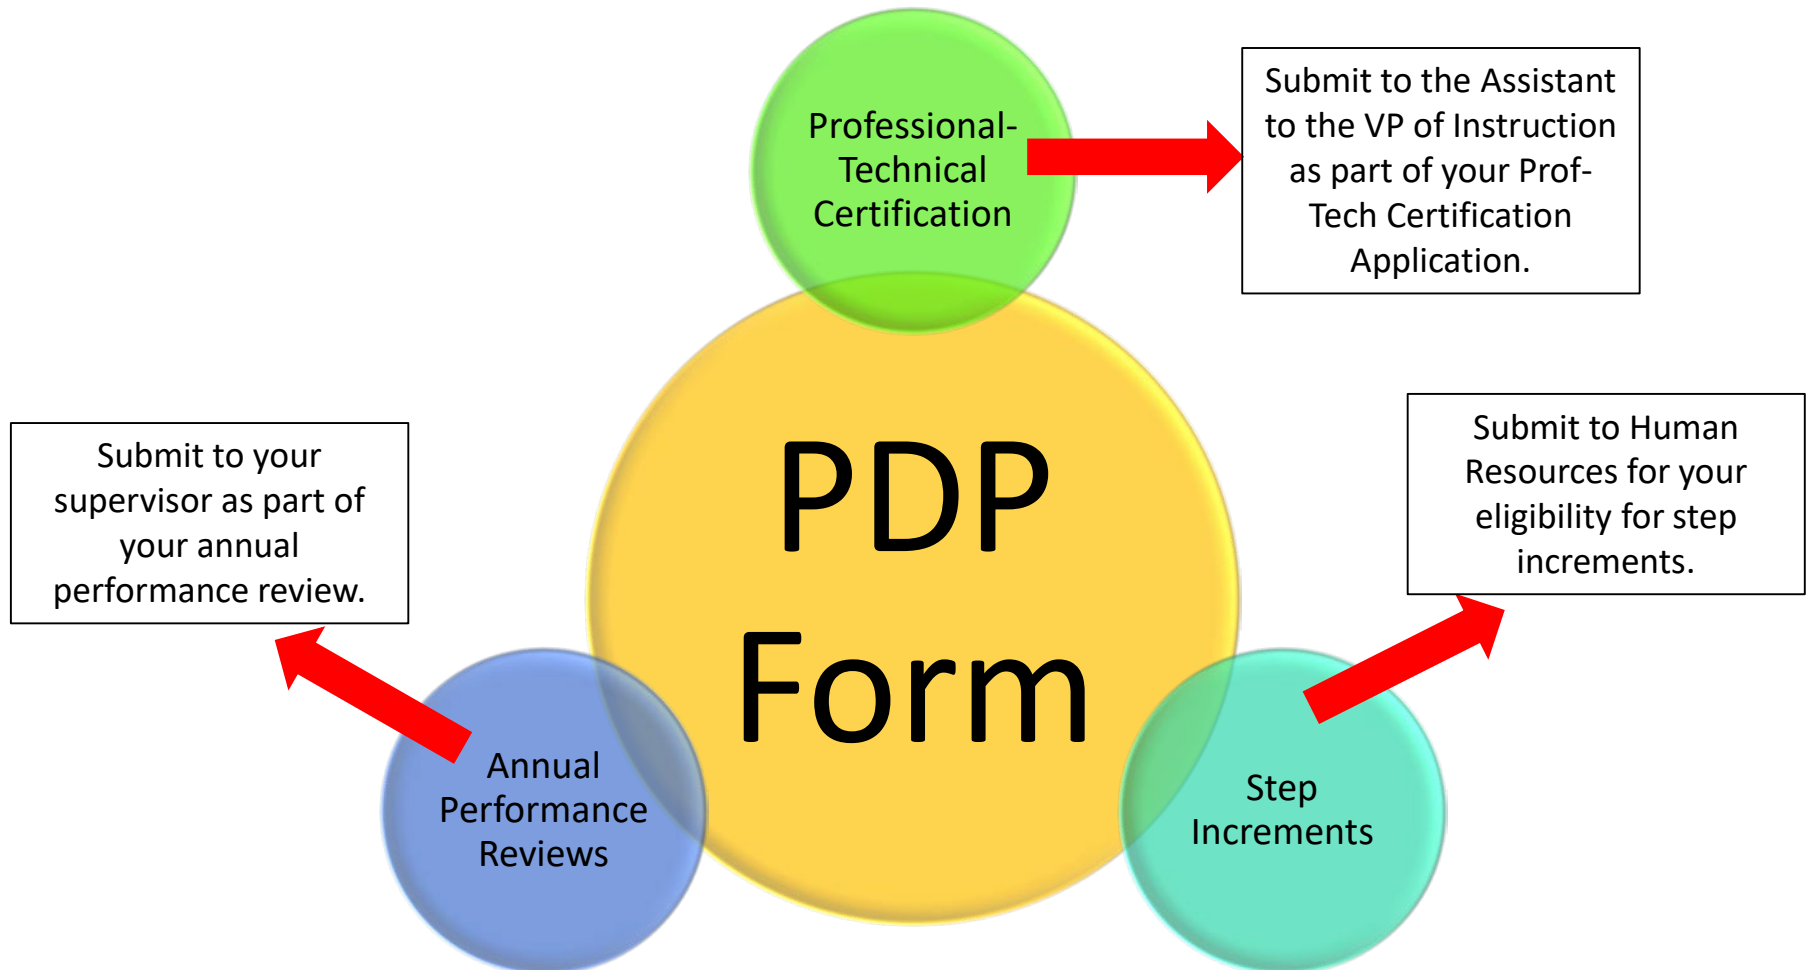 Professional-
Technical
Certification
Submit to the Assistant
to the VP of Instruction
as part of your Prof-
Tech Certification
Application.
Submit to your
supervisor as part of
your annual
performance review.
PDP
Form
Submit to Human
Resources for your
eligibility for step
increments.
Annual
Performance
Reviews
Step
Increments